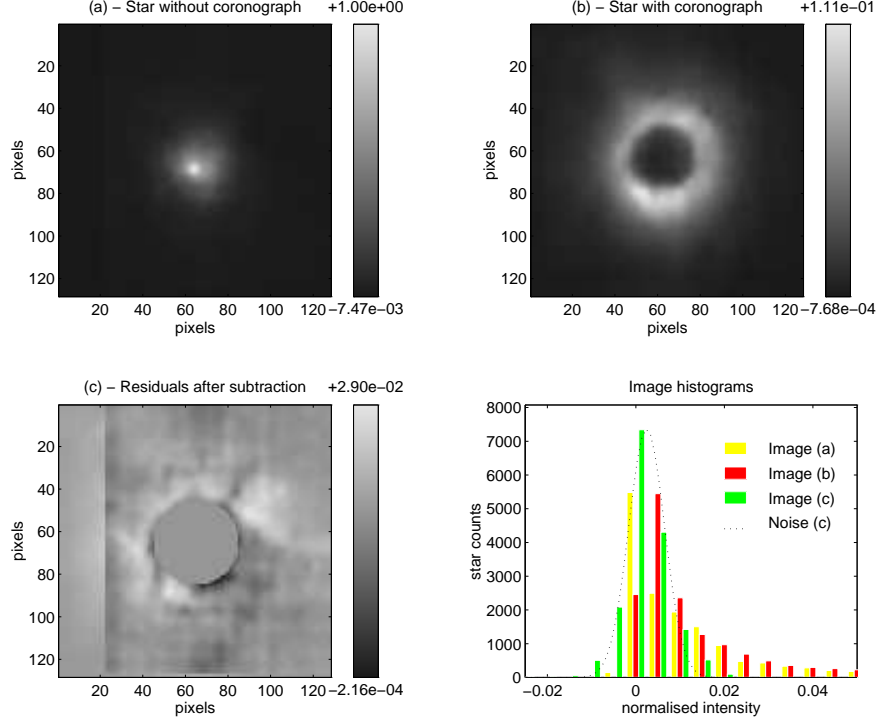 (a) – Star without coronograph
+1.00e+00
20
40
60
80
100
120
pixels
20 40 60 80 100 120
pixels
−7.47e−03
(b) – Star with coronograph
+1.11e−01
20
40
60
80
100
120
pixels
20 40 60 80 100 120
pixels
−7.68e−04
(c) – Residuals after subtraction
+2.90e−02
20
40
60
80
100
120
pixels
20 40 60 80 100 120
pixels
−2.16e−04
Image histograms
8000
7000
6000
5000
4000
3000
2000
1000
0
star counts
Image (a)
Image (b)
Image (c)
Noise (c)
−0.02 0 0.02 0.04
normalised intensity